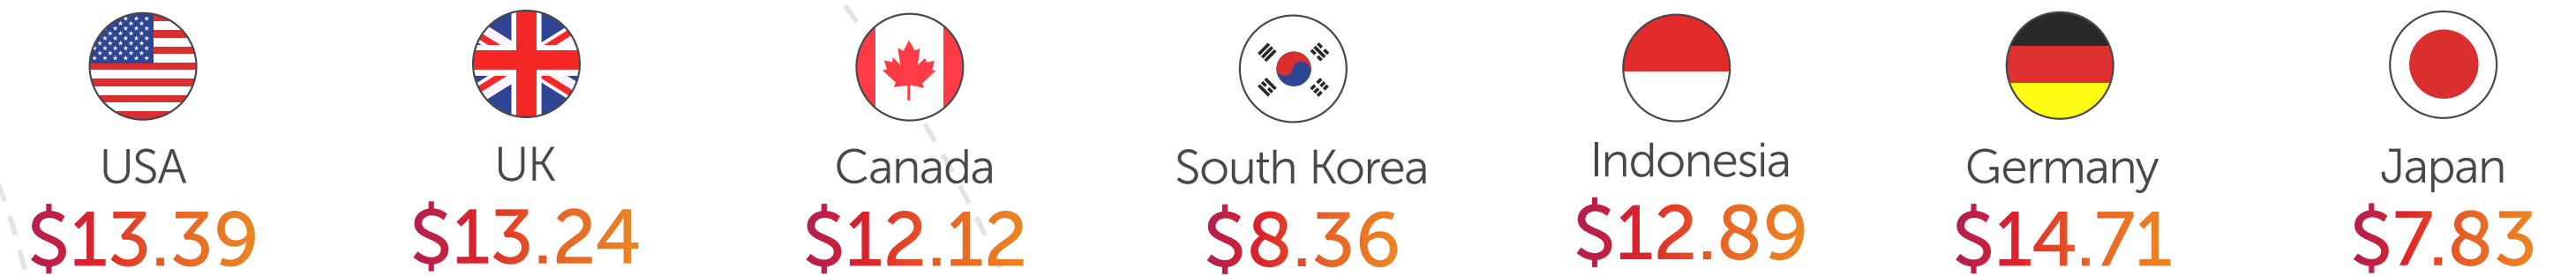 USA UK Canada South Korea Indonesia Germany Japan
$13.39 $13.24 $12.12 $8.36 $12.89 $14.71 $7.83